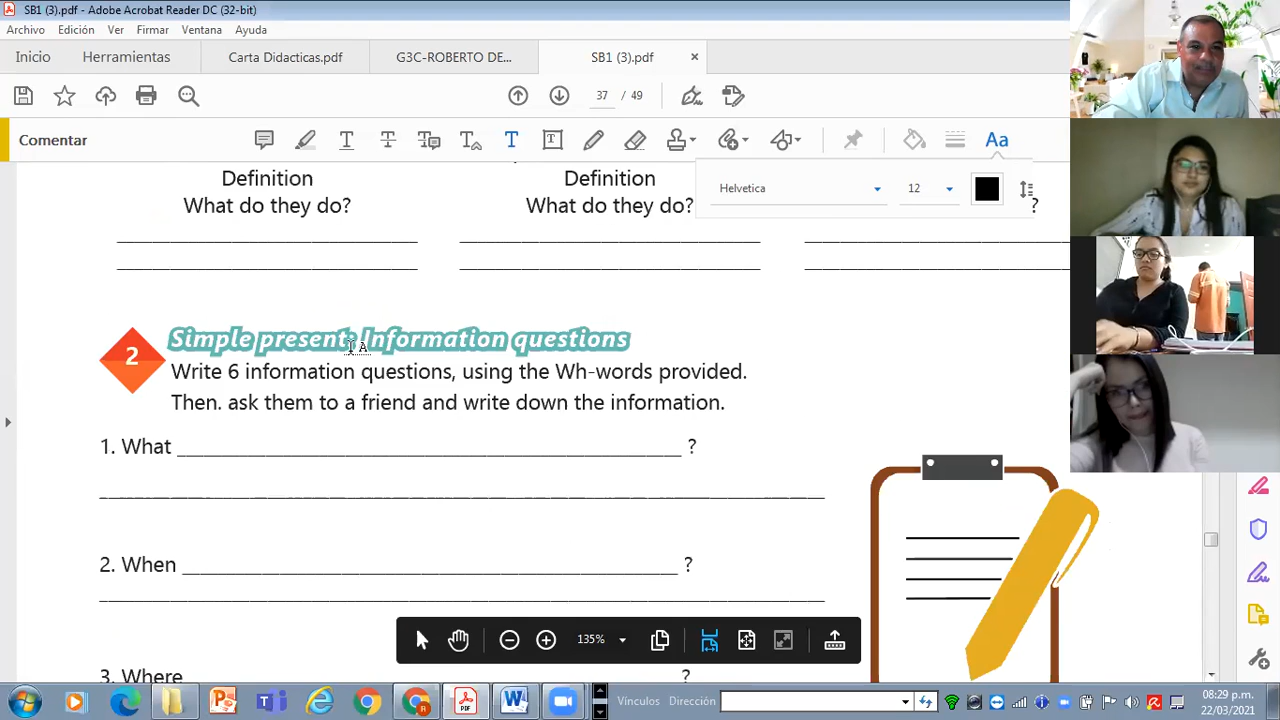 SB1 (3).pdf - Adobe Acrobat Reader DC (32-bit)
Archivo Edición Ver Firmar Ventana Ayuda
Inicio Herramientas Carta Didacticas.pdf G3C-ROBERTO DE... SB1 (3).pdf ×
37 / 49
Comentar Aa
Helvetica 12
Definition Definition
What do they do? What do they do? ?
2 Simple present: Information questions
Write 6 information questions, using the Wh-words provided.
Then. ask them to a friend and write down the information.
1. What ______________________________ ?
2. When ______________________________ ?
135%
3. Where ______________________________ ?
Vínculos Dirección 08:29 p.m.
22/03/2021